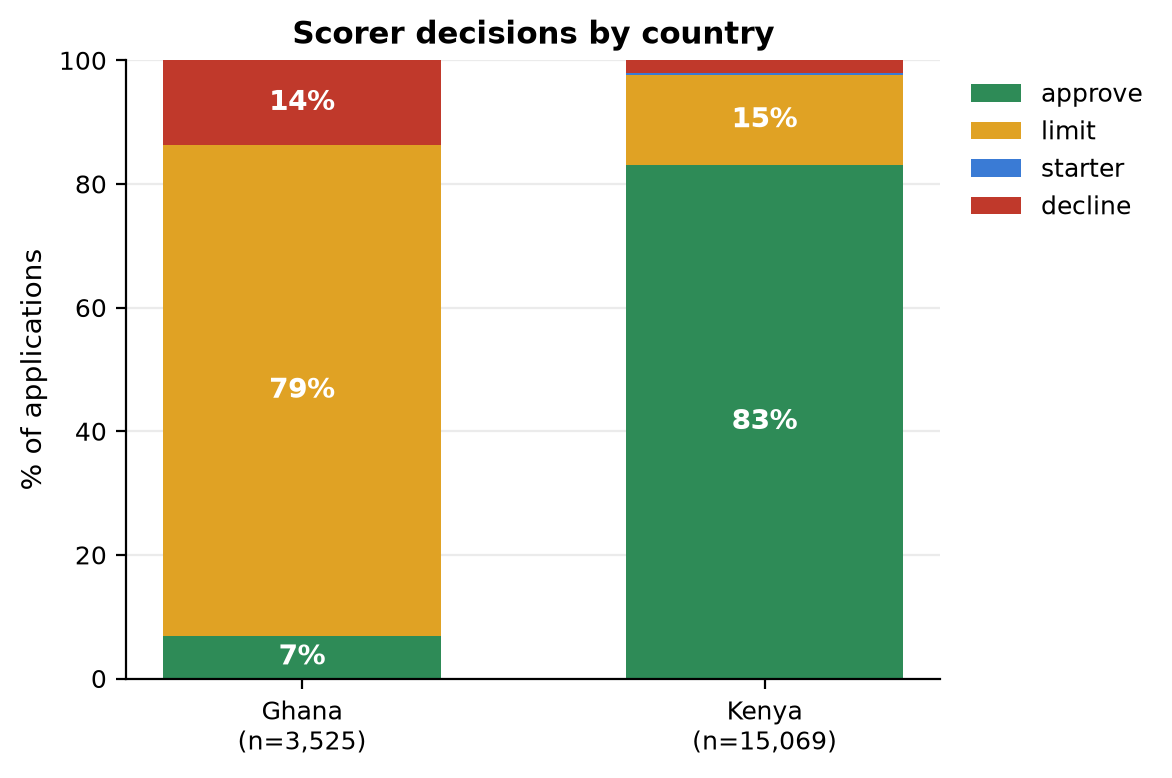 Scorer decisions by country
% of applications
100
80
60
40
20
0
14%
79%
7%
15%
83%
Ghana
(n=3,525)
Kenya
(n=15,069)
approve
limit
starter
decline